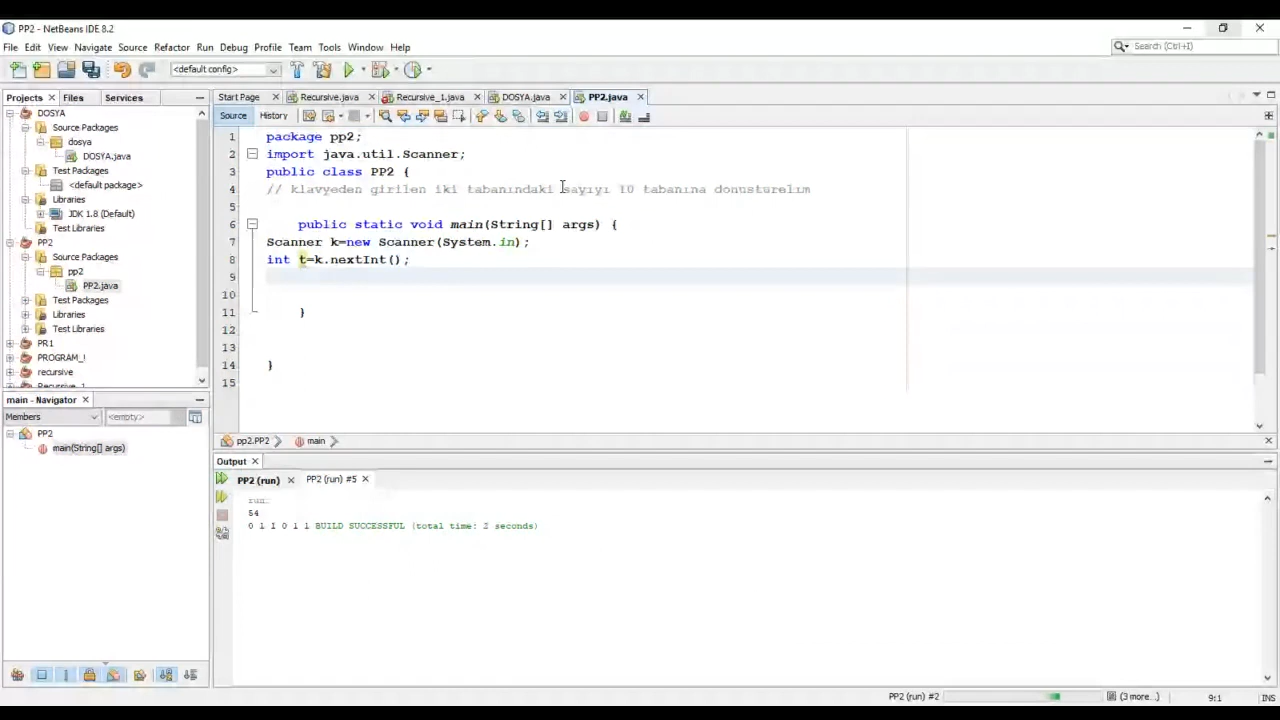 PP2 - NetBeans IDE 8.2
File Edit View Navigate Source Refactor Run Debug Profile Team Tools Window Help
Search (Ctrl+I)
<default config>
Projects Files Services
DOSYA
Source Packages
dosya
DOSYA.java
Test Packages
<default package>
Libraries
JDK 1.8 (Default)
Test Libraries
PP2
Source Packages
pp2
PP2.java
Test Packages
Libraries
Test Libraries
PR1
PROGRAM_!
recursive
Recursive_1
main - Navigator
Members <empty>
PP2
main(String[] args)
Start Page Recursive.java Recursive_1.java DOSYA.java PP2.java
Source History
1 package pp2;
2 import java.util.Scanner;
3 public class PP2 {
4 // klavyeden girilen iki tabanındaki sayıyı 10 tabanına donusturelim
5
6 public static void main(String[] args) {
7 Scanner k=new Scanner(System.in);
8 int t=k.nextInt();
9
10
11 }
12
13
14 }
15
pp2.PP2 main
Output
PP2 (run) PP2 (run) #5
run:
54
0 1 1 0 1 1 BUILD SUCCESSFUL (total time: 2 seconds)
PP2 (run) #2 (3 more...) 9:1 INS